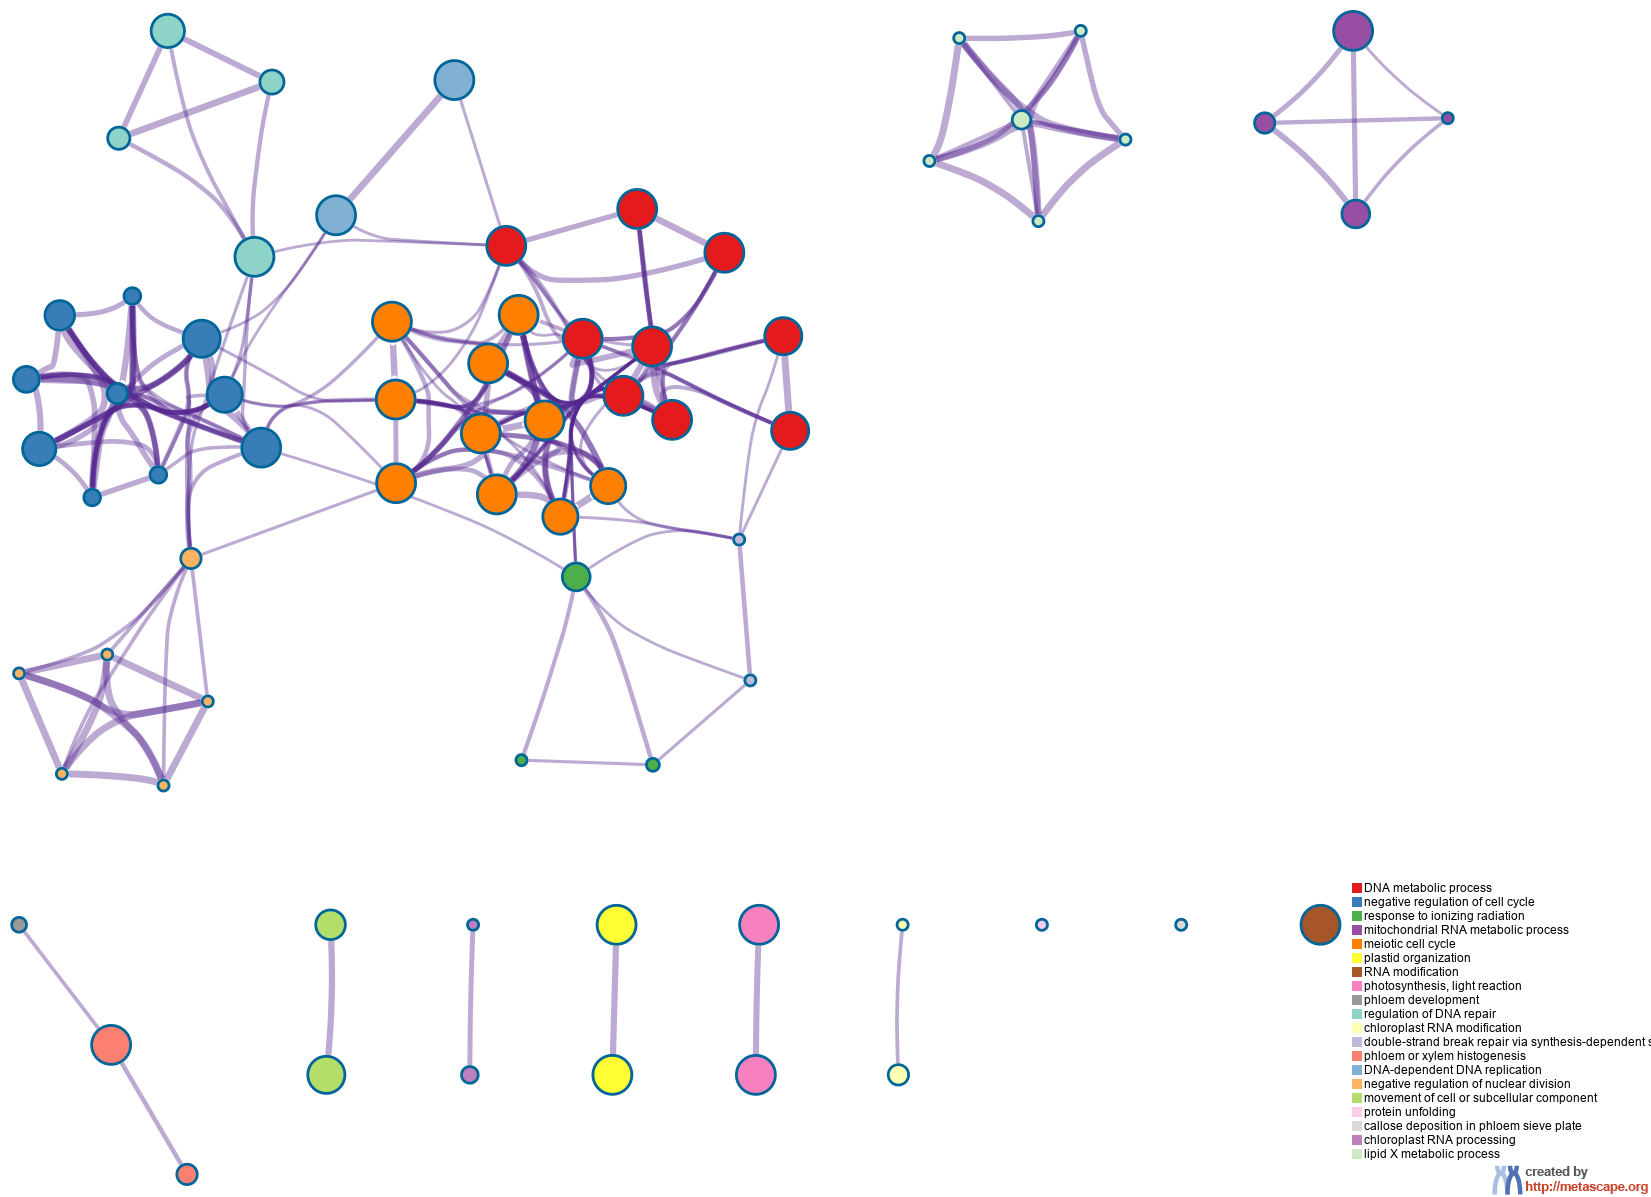 DNA metabolic process
negative regulation of cell cycle
response to ionizing radiation
mitochondrial RNA metabolic process
meiotic cell cycle
plastid organization
RNA modification
photosynthesis, light reaction
phloem development
regulation of DNA repair
chloroplast RNA modification
double-strand break repair via synthesis-dependent s
phloem or xylem histogenesis
DNA-dependent DNA replication
negative regulation of nuclear division
movement of cell or subcellular component
protein unfolding
callose deposition in phloem sieve plate
chloroplast RNA processing
lipid X metabolic process
created by
http://metascape.org